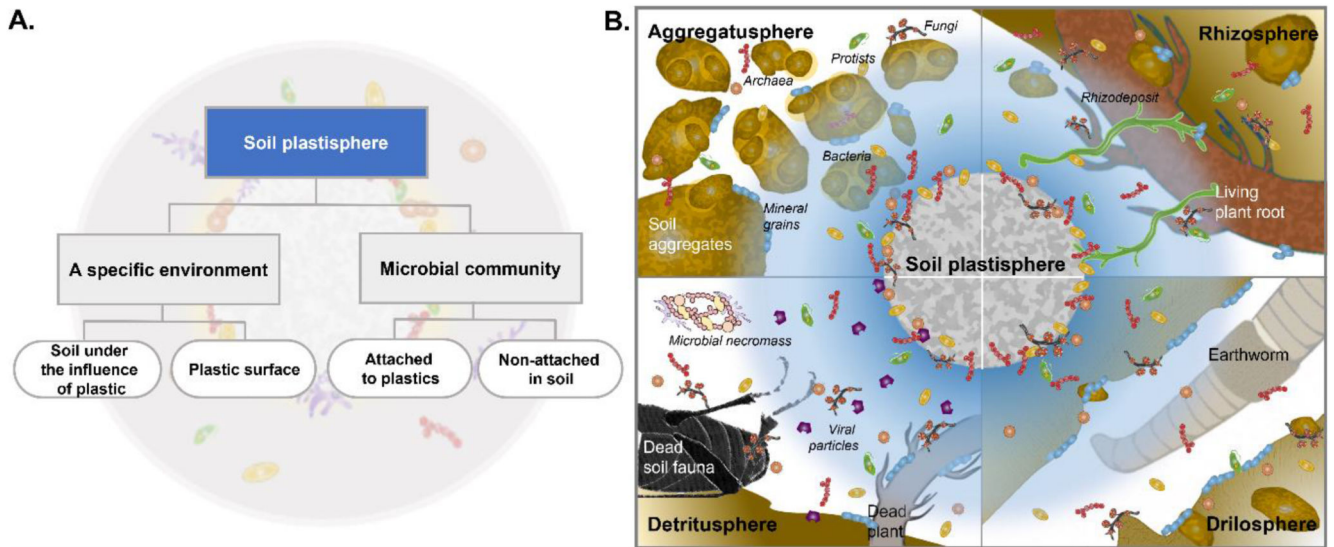 A.
Soil plastisphere
A specific environment
Microbial community
Soil under
the influence
of plastic
Plastic surface
Attached
to plastics
Non-attached
in soil
B.
Aggregatusphere
Fungi
Protists
Archaea
Bacteria
Mineral
grains
Soil
aggregates
Rhizosphere
Rhizodeposit
Living
plant root
Soil plastisphere
Microbial necromass
Viral
particles
Dead
soil fauna
Dead
plant
Detritusphere
Earthworm
Drilosphere